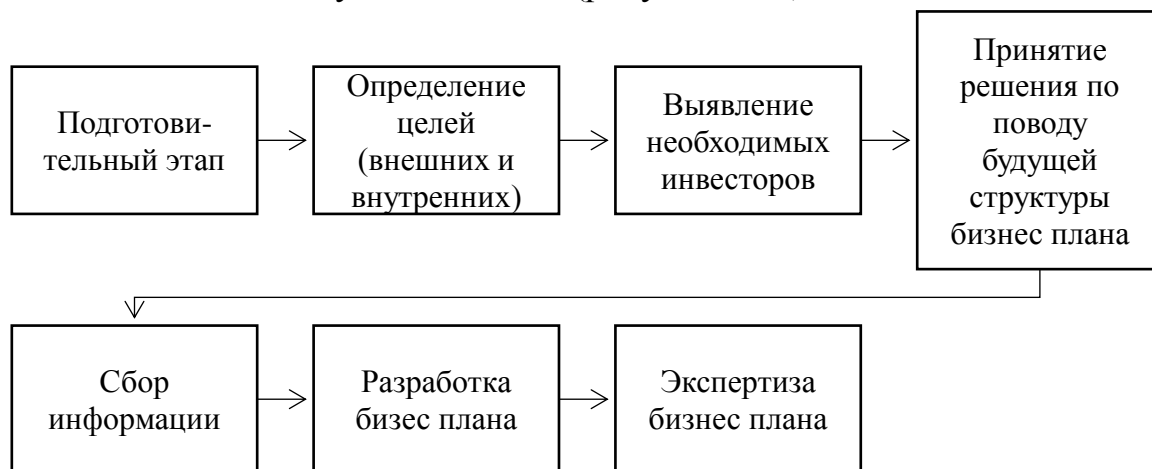 Подготови-
тельный этап
Определение
целей
(внешних и
внутренних)
Выявление
необходимых
инвесторов
Принятие
решения по
поводу
будущей
структуры
бизнес плана
Сбор
информации
Разработка
бизес плана
Экспертиза
бизнес плана